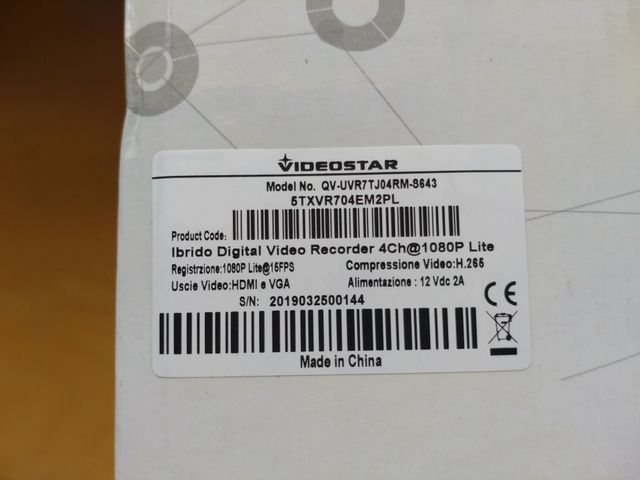 VIDEOSTAR
Model No. QV-UVR7TJ04RM-S643
5TXVR704EM2PL
Product Code:
Ibrido Digital Video Recorder 4Ch@1080P Lite
Registrzione:1080P Lite@15FPS Compressione Video:H.265
Uscie Video:HDMI e VGA Alimentazione : 12 Vdc 2A
S/N: 2019032500144
CE
Made in China